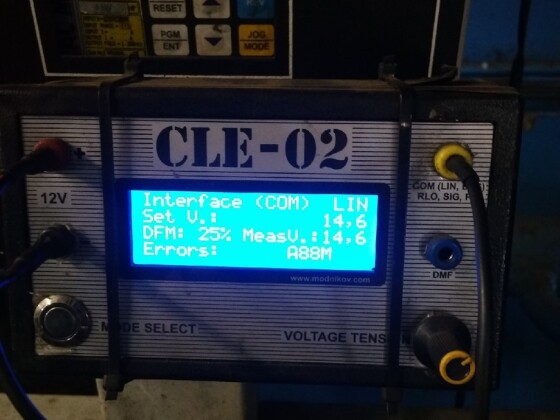 RESET
PGM
ENT
JOG
MODE
CLE-02
12V
+
COM (LIN,
RLO, SIG,
Interface (COM) LIN
Set V.: 14,6
DFM: 25% MeasV.:14,6
Errors: A88M
www.modnikov.com
DMF
MODE SELECT
VOLTAGE TENS